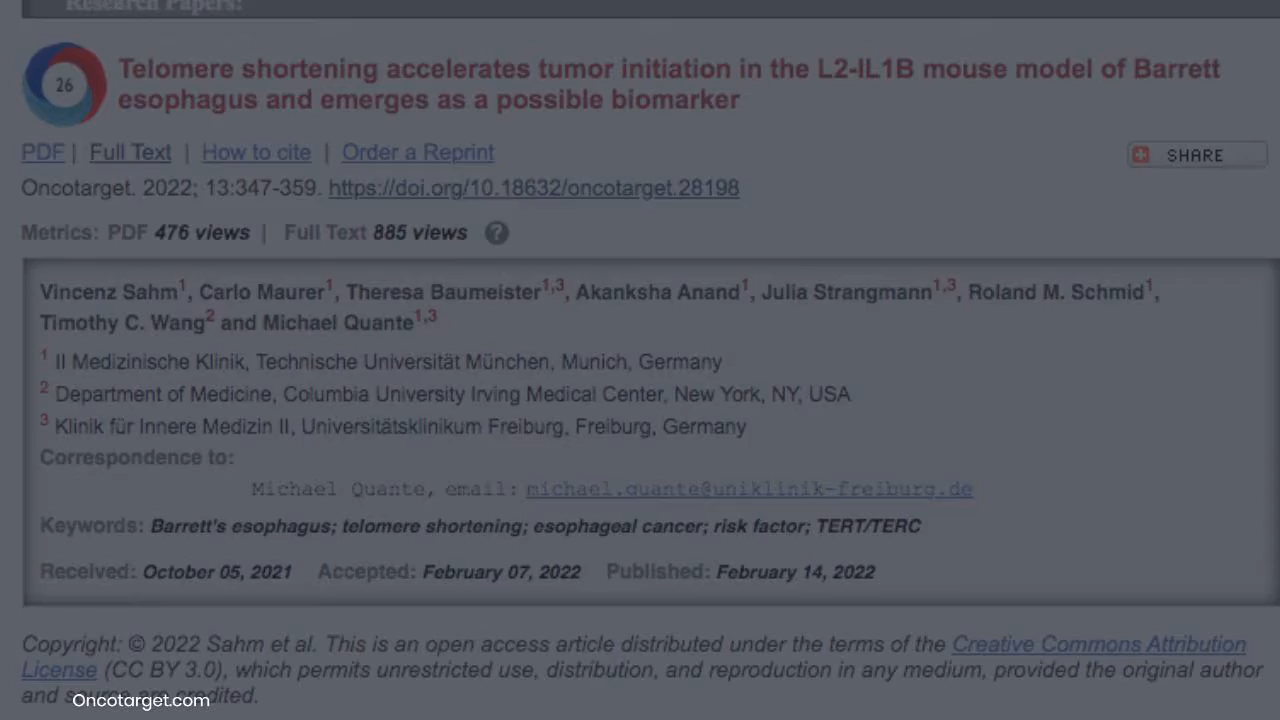 Research Papers:
26
Telomere shortening accelerates tumor initiation in the L2-IL1B mouse model of Barrett
esophagus and emerges as a possible biomarker
PDF | Full Text | How to cite | Order a Reprint
SHARE
Oncotarget. 2022; 13:347-359. https://doi.org/10.18632/oncotarget.28198
Metrics: PDF 476 views | Full Text 885 views ?
Vincenz Sahm1, Carlo Maurer1, Theresa Baumeister1,3, Akanksha Anand1, Julia Strangmann1,3, Roland M. Schmid1,
Timothy C. Wang2 and Michael Quante1,3
1 II Medizinische Klinik, Technische Universität München, Munich, Germany
2 Department of Medicine, Columbia University Irving Medical Center, New York, NY, USA
3 Klinik für Innere Medizin II, Universitätsklinikum Freiburg, Freiburg, Germany
Correspondence to:
Michael Quante, email: michael.quante@uniklinik-freiburg.de
Keywords: Barrett's esophagus; telomere shortening; esophageal cancer; risk factor; TERT/TERC
Received: October 05, 2021 Accepted: February 07, 2022 Published: February 14, 2022
Copyright: © 2022 Sahm et al. This is an open access article distributed under the terms of the Creative Commons Attribution
License (CC BY 3.0), which permits unrestricted use, distribution, and reproduction in any medium, provided the original author
and source are credited.
Oncotarget.com